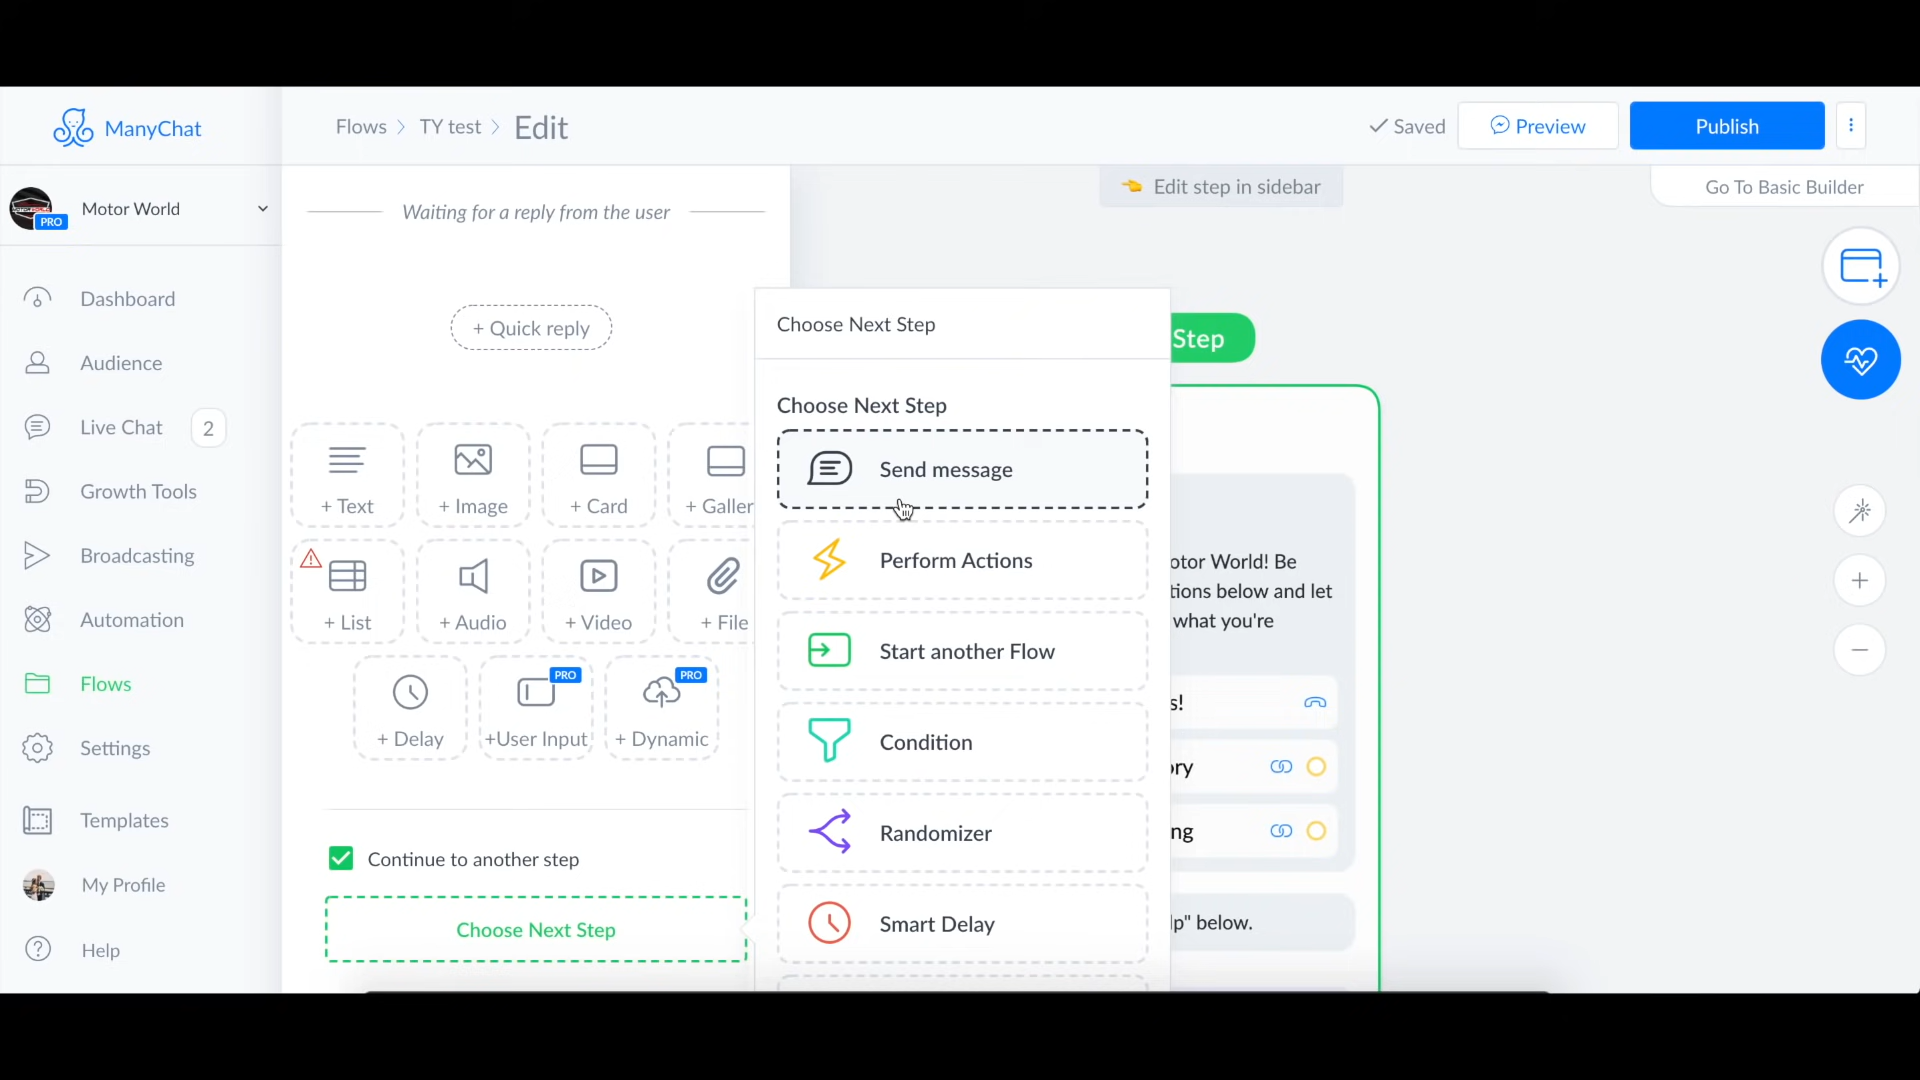 ManyChat
Flows > TY test > Edit
Saved
Preview
Publish
PRO
Motor World
Dashboard
Audience
Live Chat
2
Growth Tools
Broadcasting
Automation
Flows
Settings
Templates
My Profile
Help
Waiting for a reply from the user
+ Quick reply
+ Text
+ Image
+ Card
+ Galler
+ List
+ Audio
+ Video
+ File
+ Delay
PRO
+User Input
PRO
+ Dynamic
Continue to another step
Choose Next Step
Choose Next Step
Choose Next Step
Send message
Perform Actions
Start another Flow
Condition
Randomizer
Smart Delay
Edit step in sidebar
Go To Basic Builder
Step
otor World! Be
tions below and let
what you're
s!
ory
ng
lp" below.